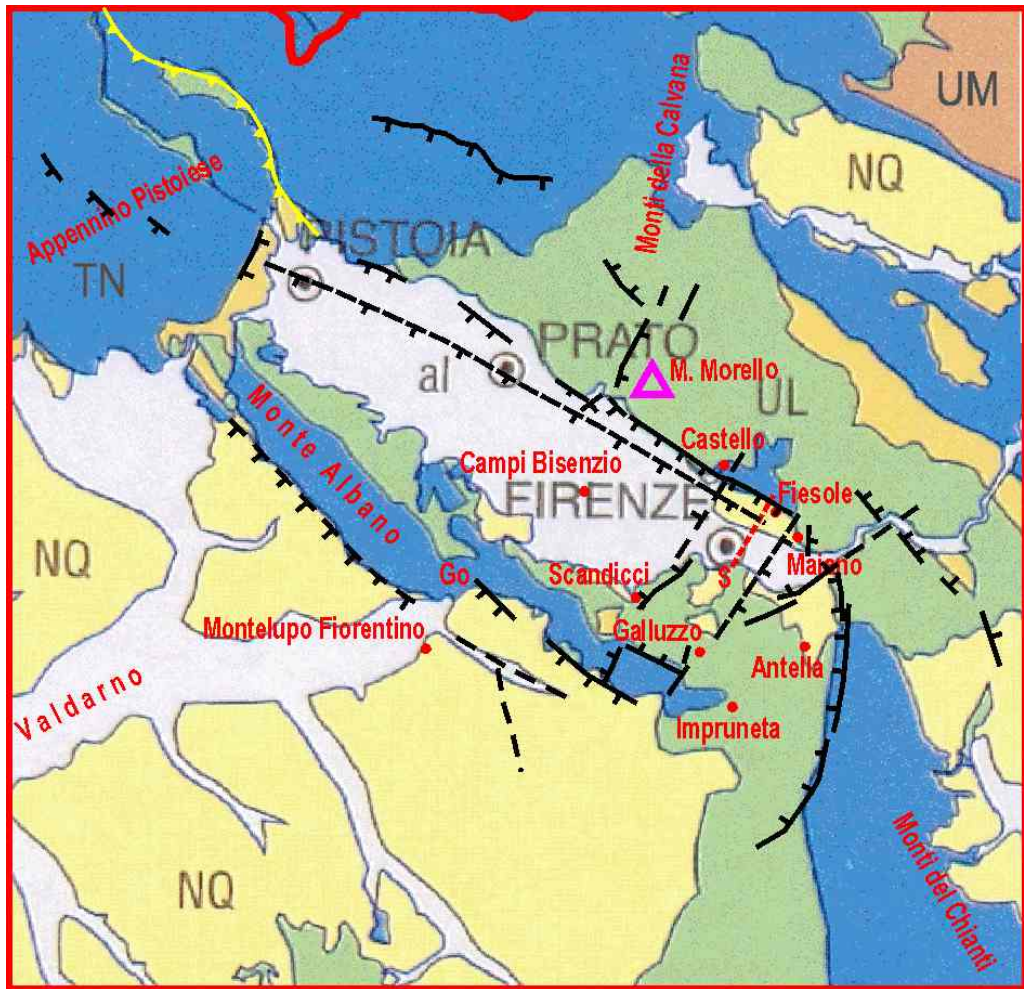 UM
Monti della Calvana
NQ
Appennino Pistoiese
PISTOIA
TN
PRATO
al
M. Morello
UL
Monte Albano
Castello
Campi Bisenzio
Fiesole
FIRENZE
NQ
Maiano
Go
Scandicci
S
Montelupo Fiorentino
Galluzzo
Antella
Valdarno
Impruneta
Monti del Chianti
NQ